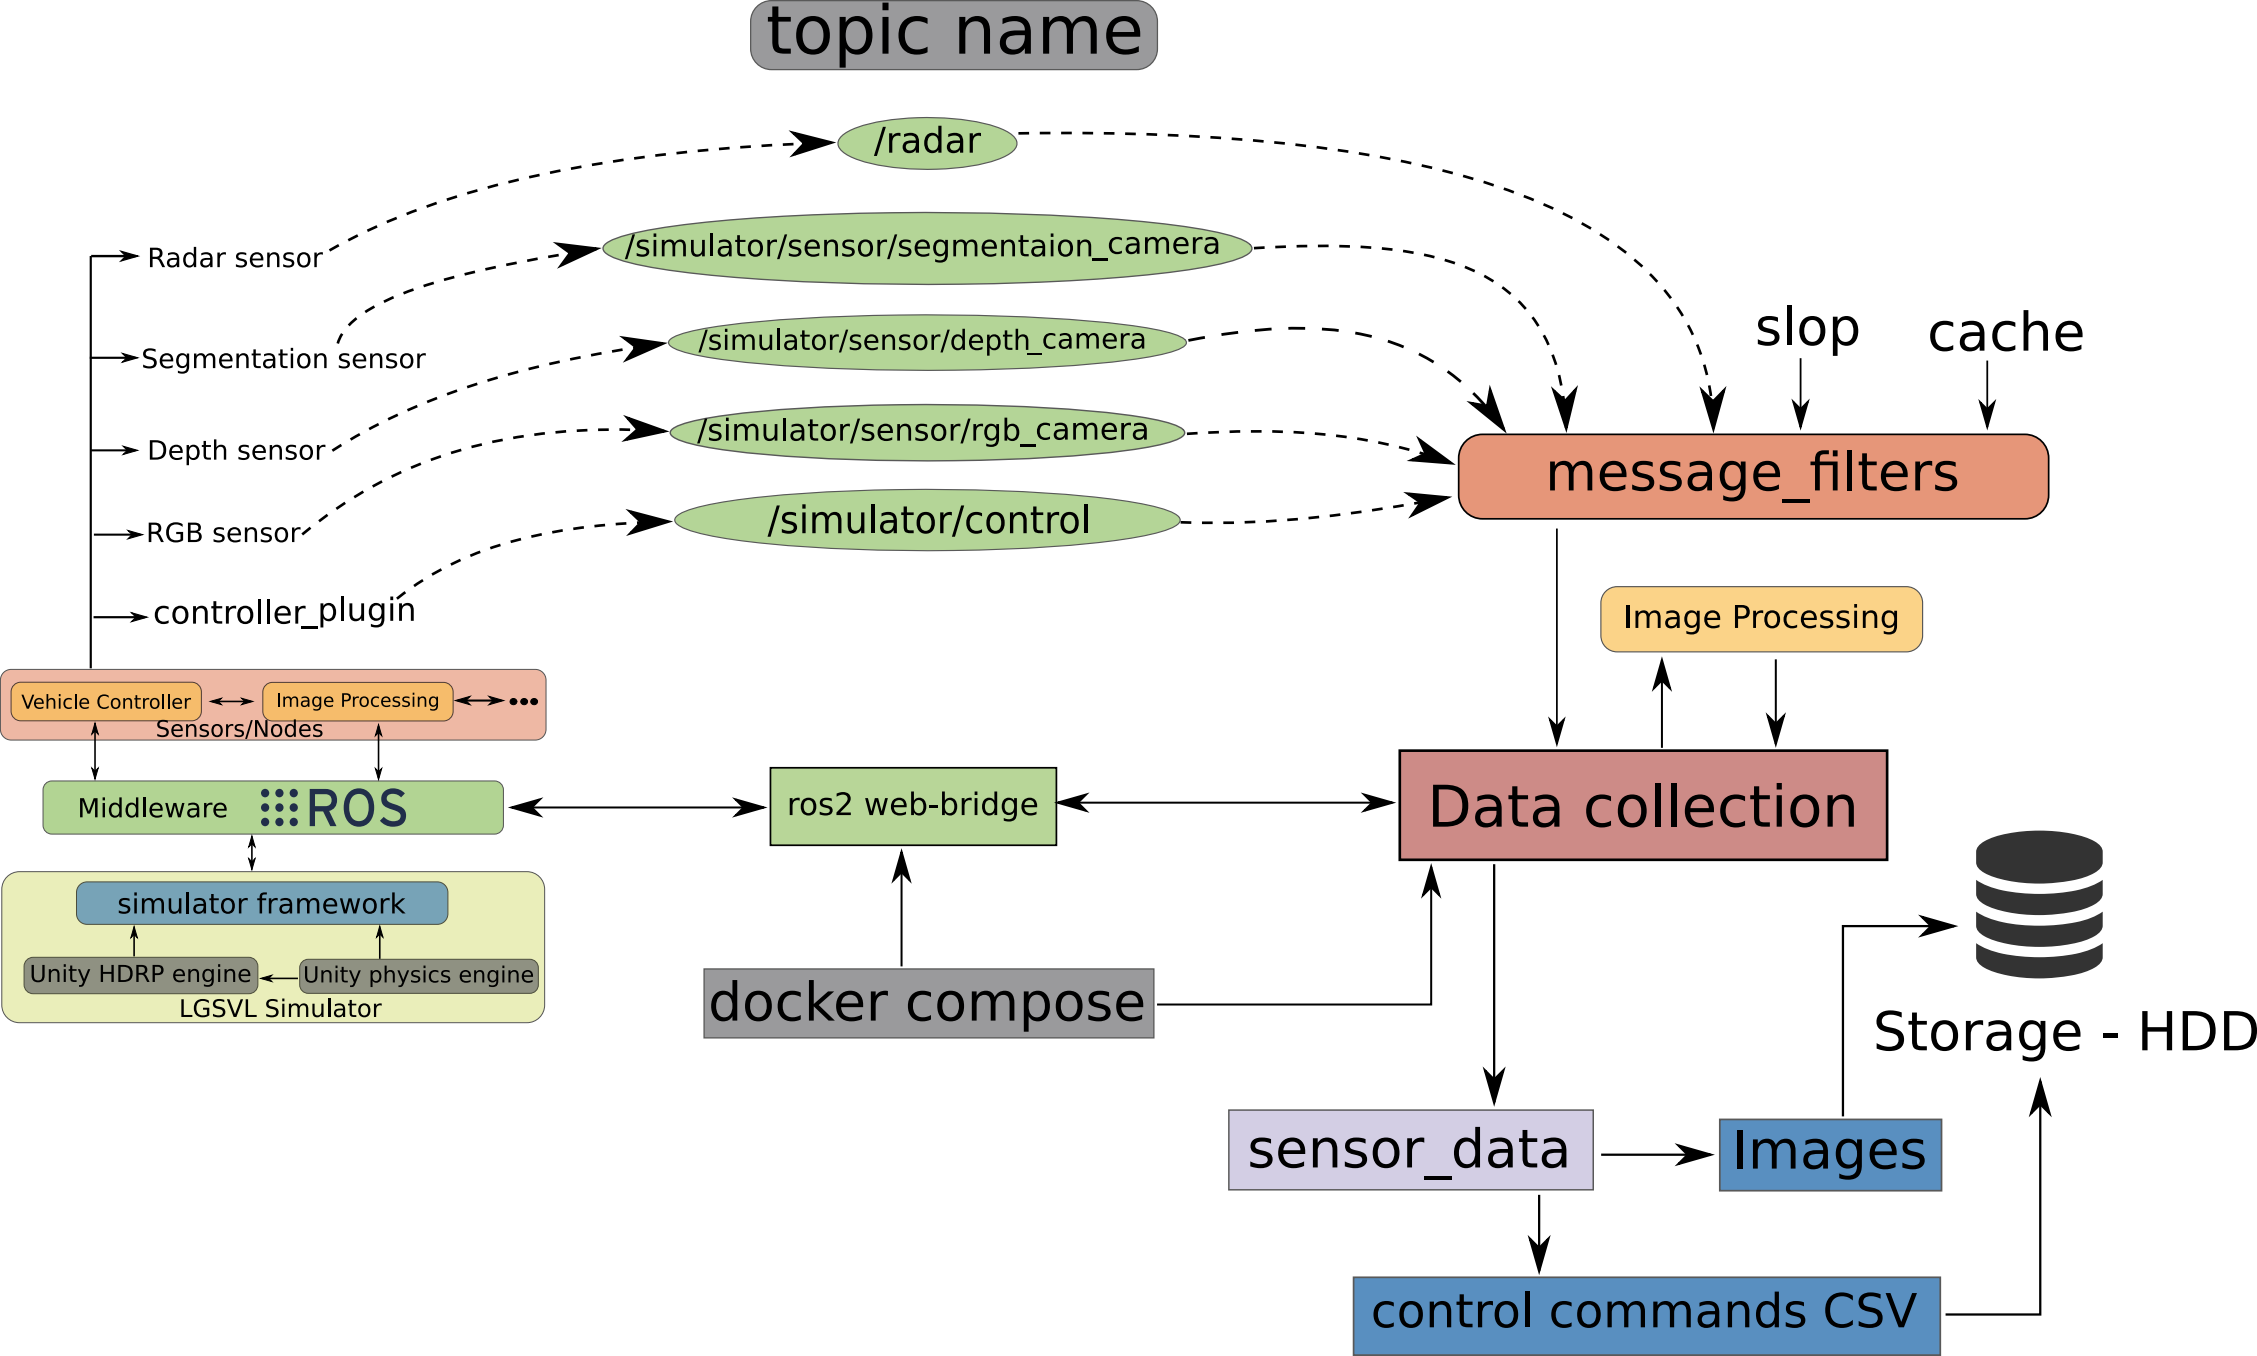 topic name
/radar
Radar sensor
/simulator/sensor/segmentaion_camera
Segmentation sensor
/simulator/sensor/depth_camera
slop
cache
Depth sensor
/simulator/sensor/rgb_camera
message_filters
RGB sensor
/simulator/control
controller_plugin
Image Processing
Vehicle Controller
Image Processing
•••
Sensors/Nodes
Middleware
ROS
ros2 web-bridge
Data collection
simulator framework
Unity HDRP engine
Unity physics engine
LGSVL Simulator
docker compose
Storage - HDD
sensor_data
Images
control commands CSV